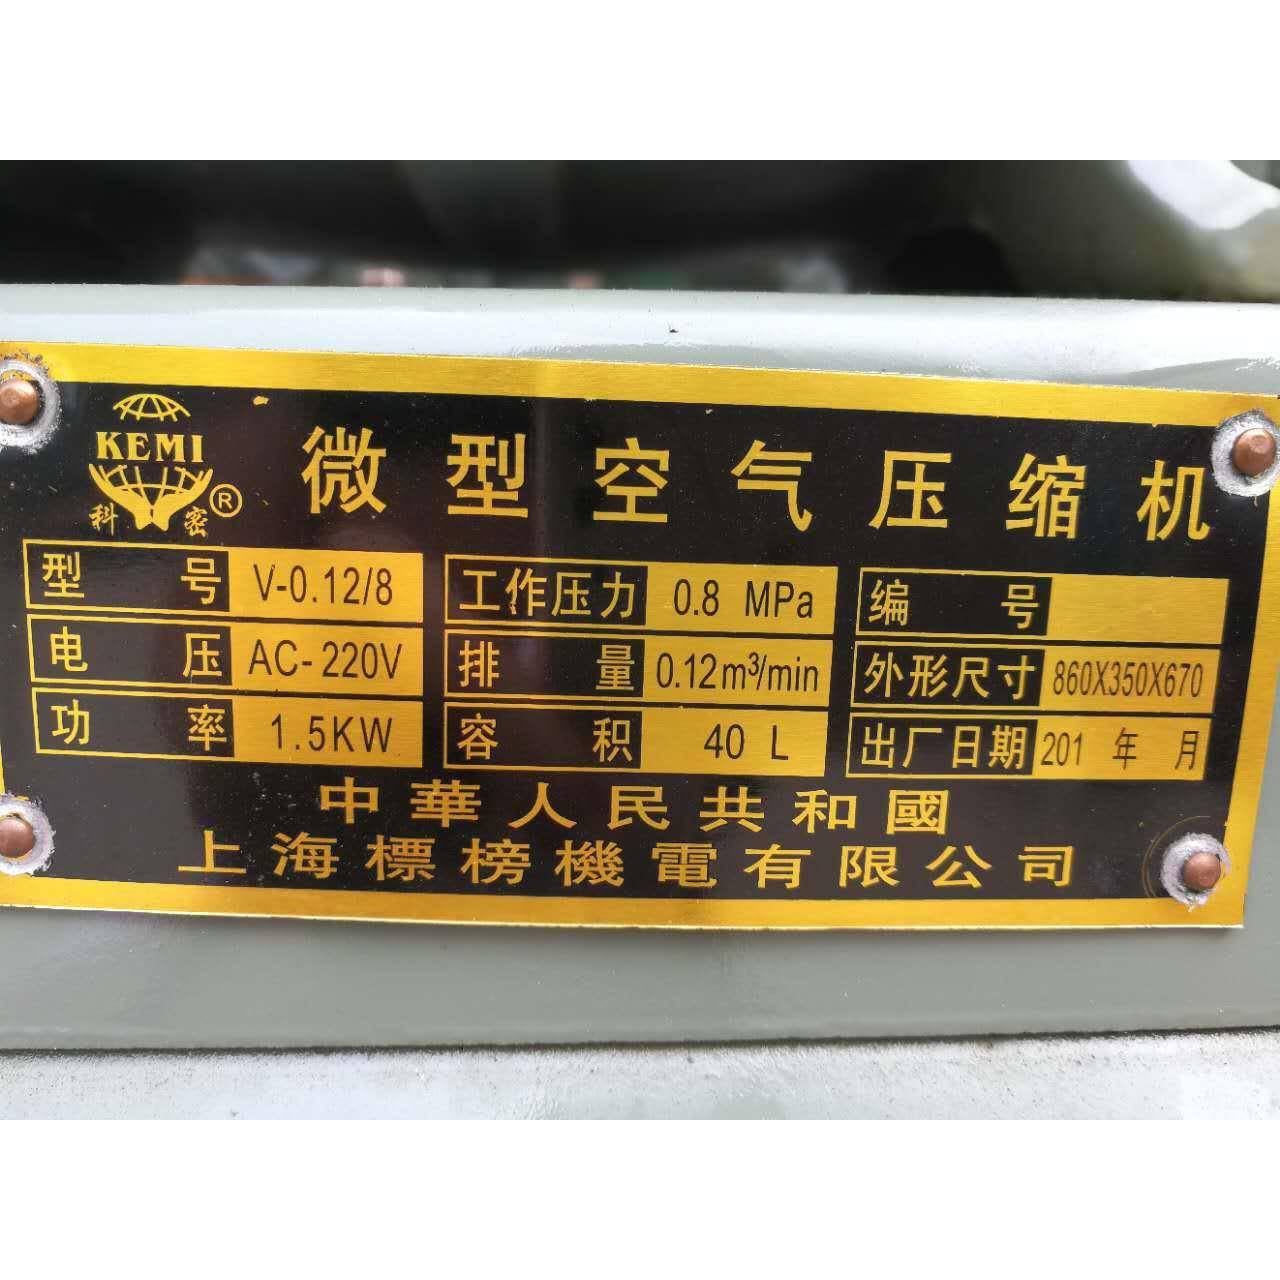 KEMI
科密®
微型空气压缩机
型号 V-0.12/8 工作压力 0.8 MPa 编号
电压 AC-220V 排量 0.12m³/min 外形尺寸 860X350X670
功率 1.5KW 容积 40 L 出厂日期 201 年 月
中華人民共和國
上海標榜機電有限公司